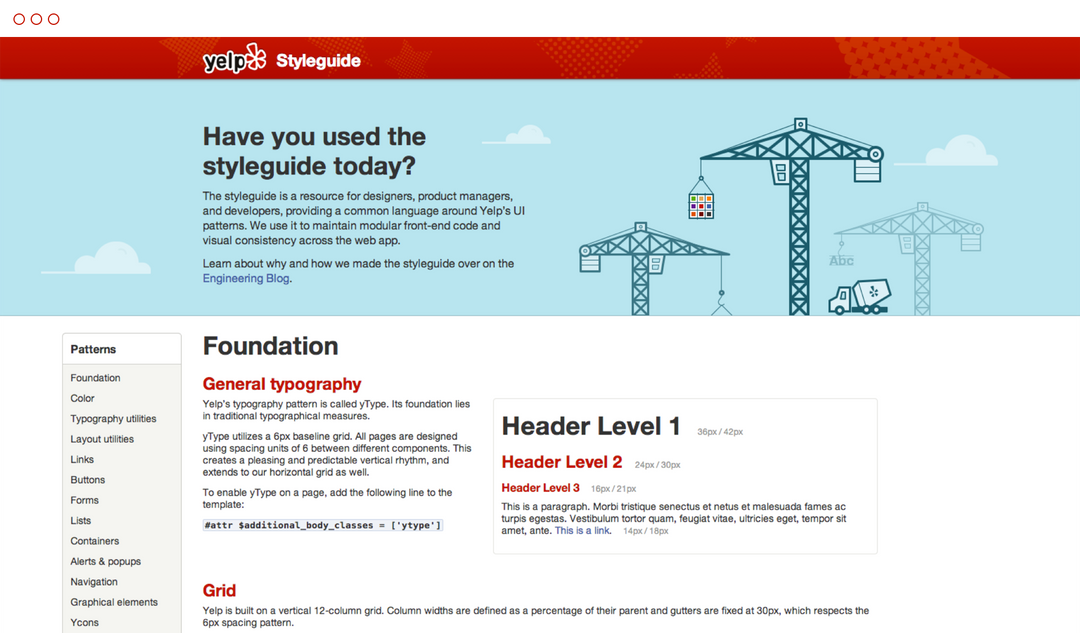 yelp Styleguide
Have you used the
styleguide today?
The styleguide is a resource for designers, product managers,
and developers, providing a common language around Yelp's UI
patterns. We use it to maintain modular front-end code and
visual consistency across the web app.
Learn about why and how we made the styleguide over on the
Engineering Blog.
Abc
Patterns
Foundation
Color
Typography utilities
Layout utilities
Links
Buttons
Forms
Lists
Containers
Alerts & popups
Navigation
Graphical elements
Ycons
Foundation
General typography
Yelp's typography pattern is called yType. Its foundation lies
in traditional typographical measures.
yType utilizes a 6px baseline grid. All pages are designed
using spacing units of 6 between different components. This
creates a pleasing and predictable vertical rhythm, and
extends to our horizontal grid as well.
To enable yType on a page, add the following line to the
template:
#attr $additional_body_classes = ['ytype']
Header Level 1 36px / 42px
Header Level 2 24px / 30px
Header Level 3 16px / 21px
This is a paragraph. Morbi tristique senectus et netus et malesuada fames ac
turpis egestas. Vestibulum tortor quam, feugiat vitae, ultricies eget, tempor sit
amet, ante. This is a link. 14px / 18px
Grid
Yelp is built on a vertical 12-column grid. Column widths are defined as a percentage of their parent and gutters are fixed at 30px, which respects the
6px spacing pattern.